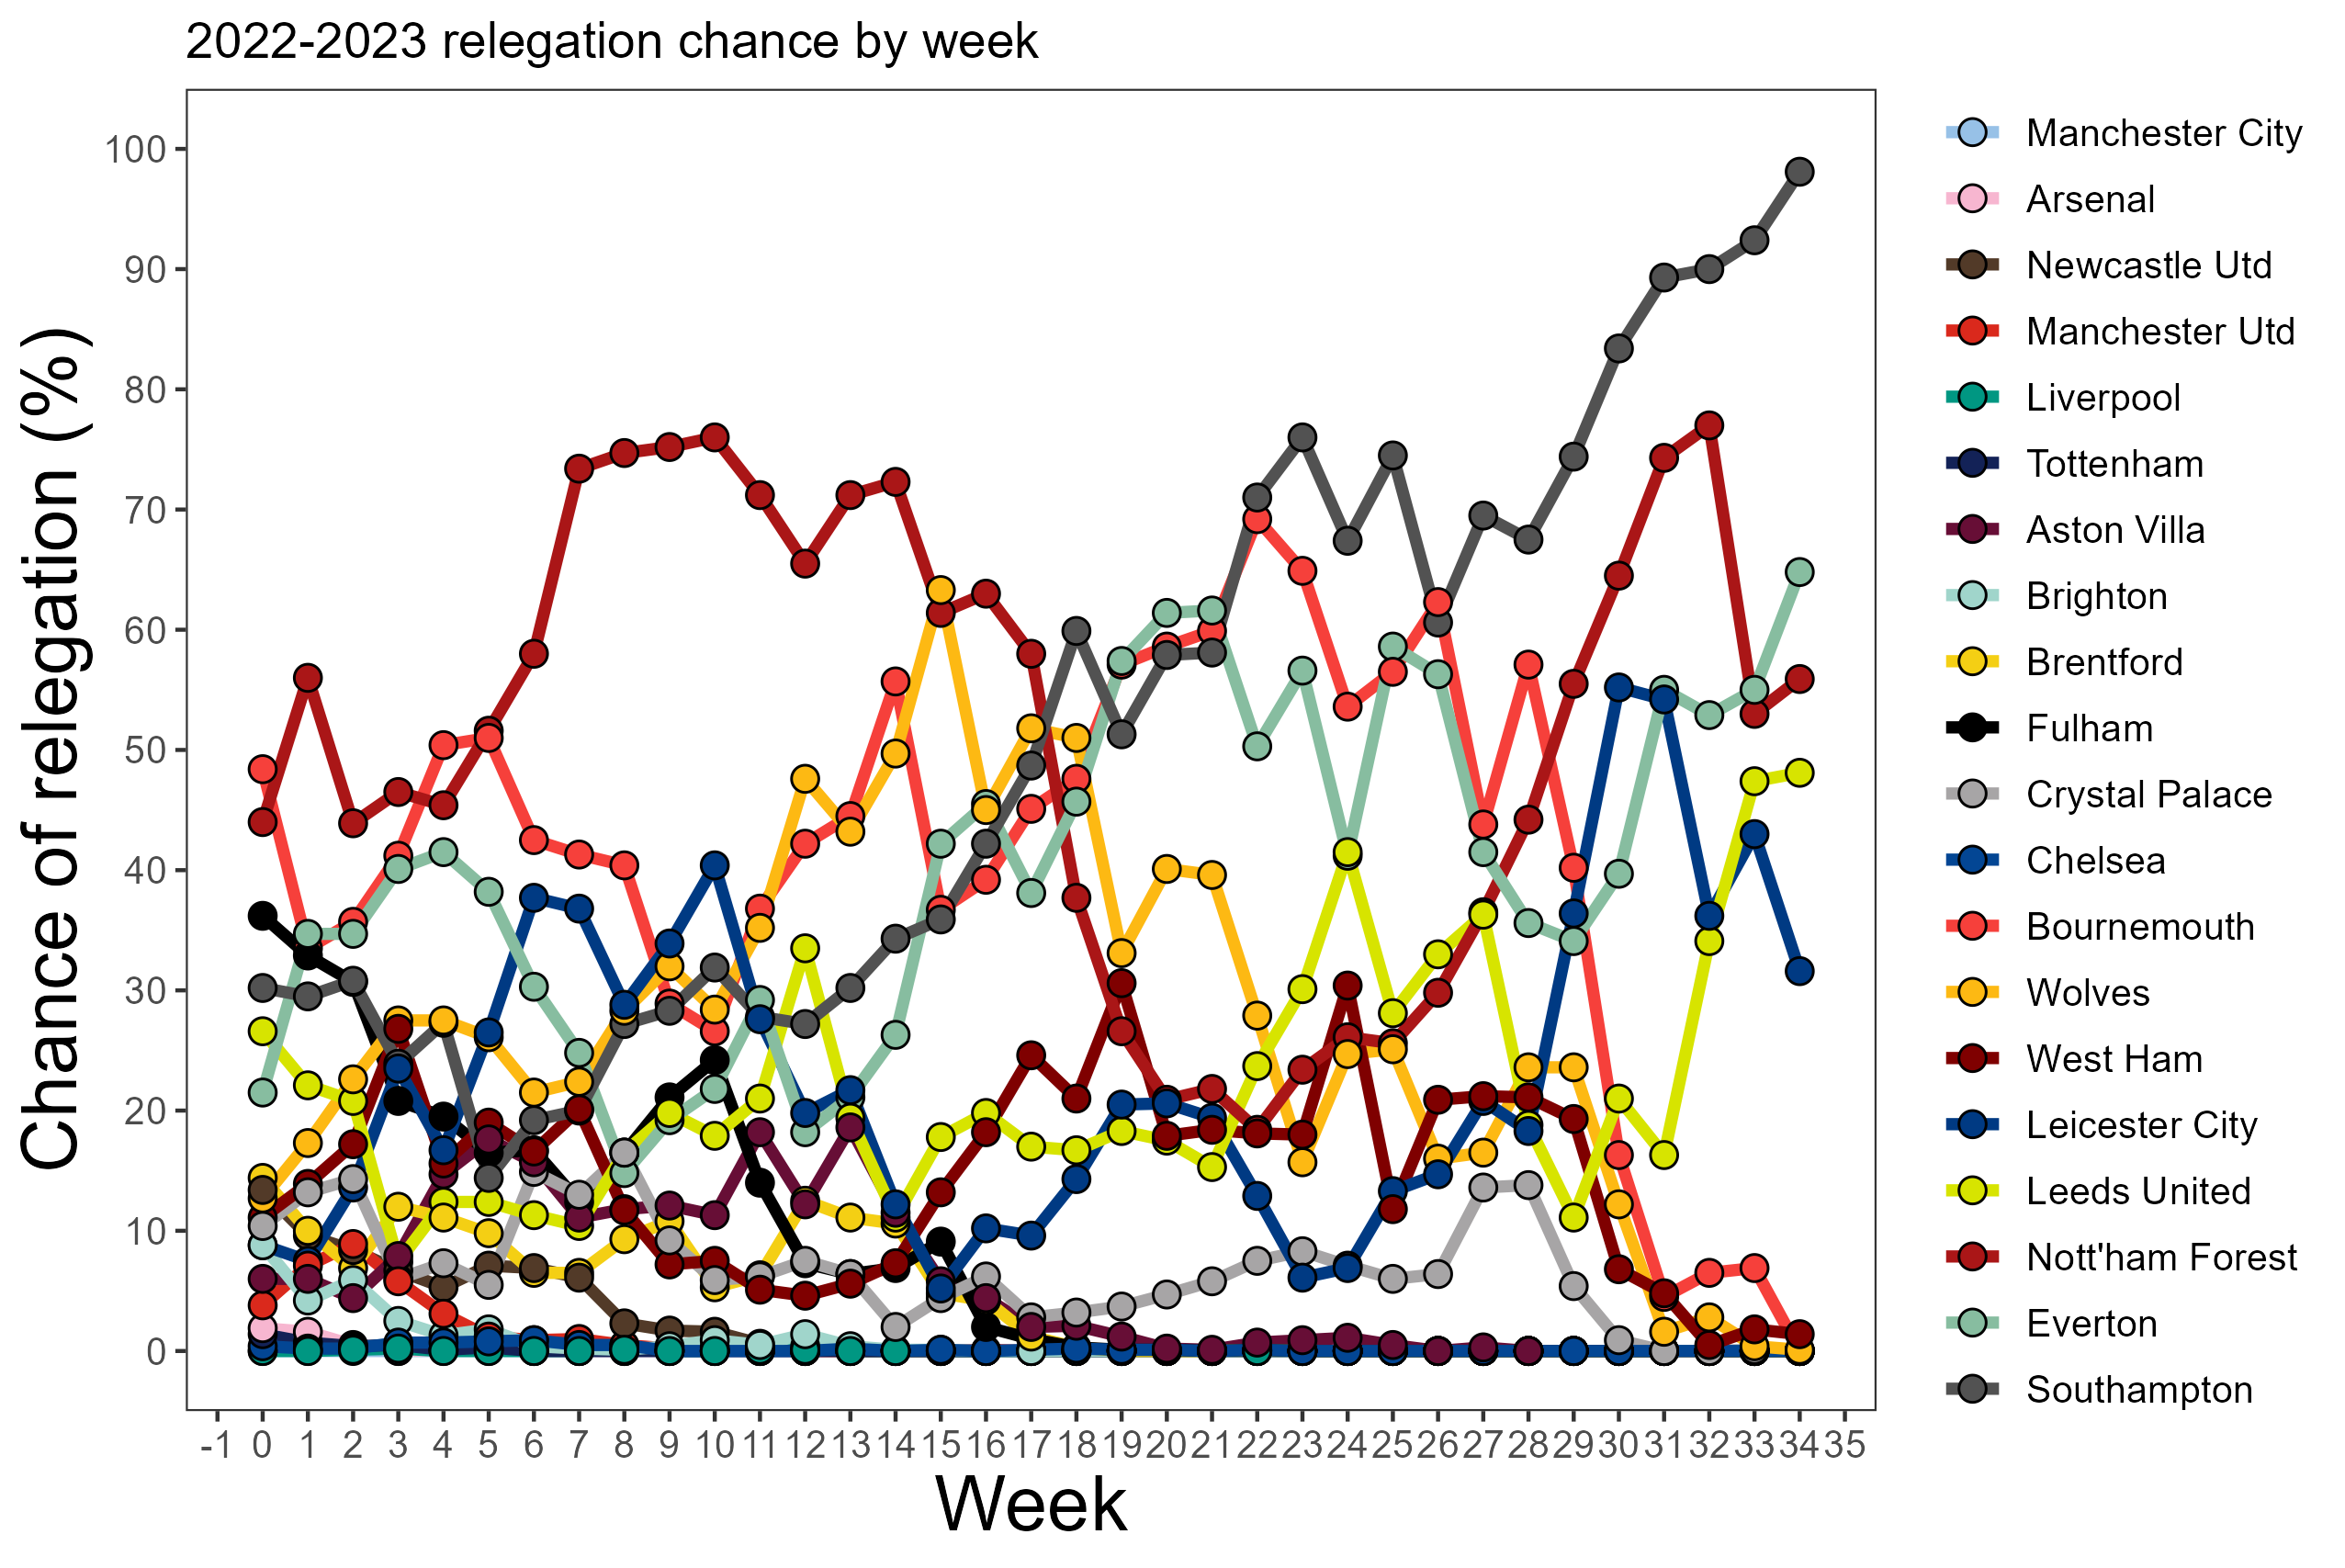 2022-2023 relegation chance by week
Chance of relegation (%)
100
90
80
70
60
50
40
30
20
10
0
-1 0 1 2 3 4 5 6 7 8 9 10 11 12 13 14 15 16 17 18 19 20 21 22 23 24 25 26 27 28 29 30 31 32 33 34 35
Week
Manchester City
Arsenal
Newcastle Utd
Manchester Utd
Liverpool
Tottenham
Aston Villa
Brighton
Brentford
Fulham
Crystal Palace
Chelsea
Bournemouth
Wolves
West Ham
Leicester City
Leeds United
Nott'ham Forest
Everton
Southampton